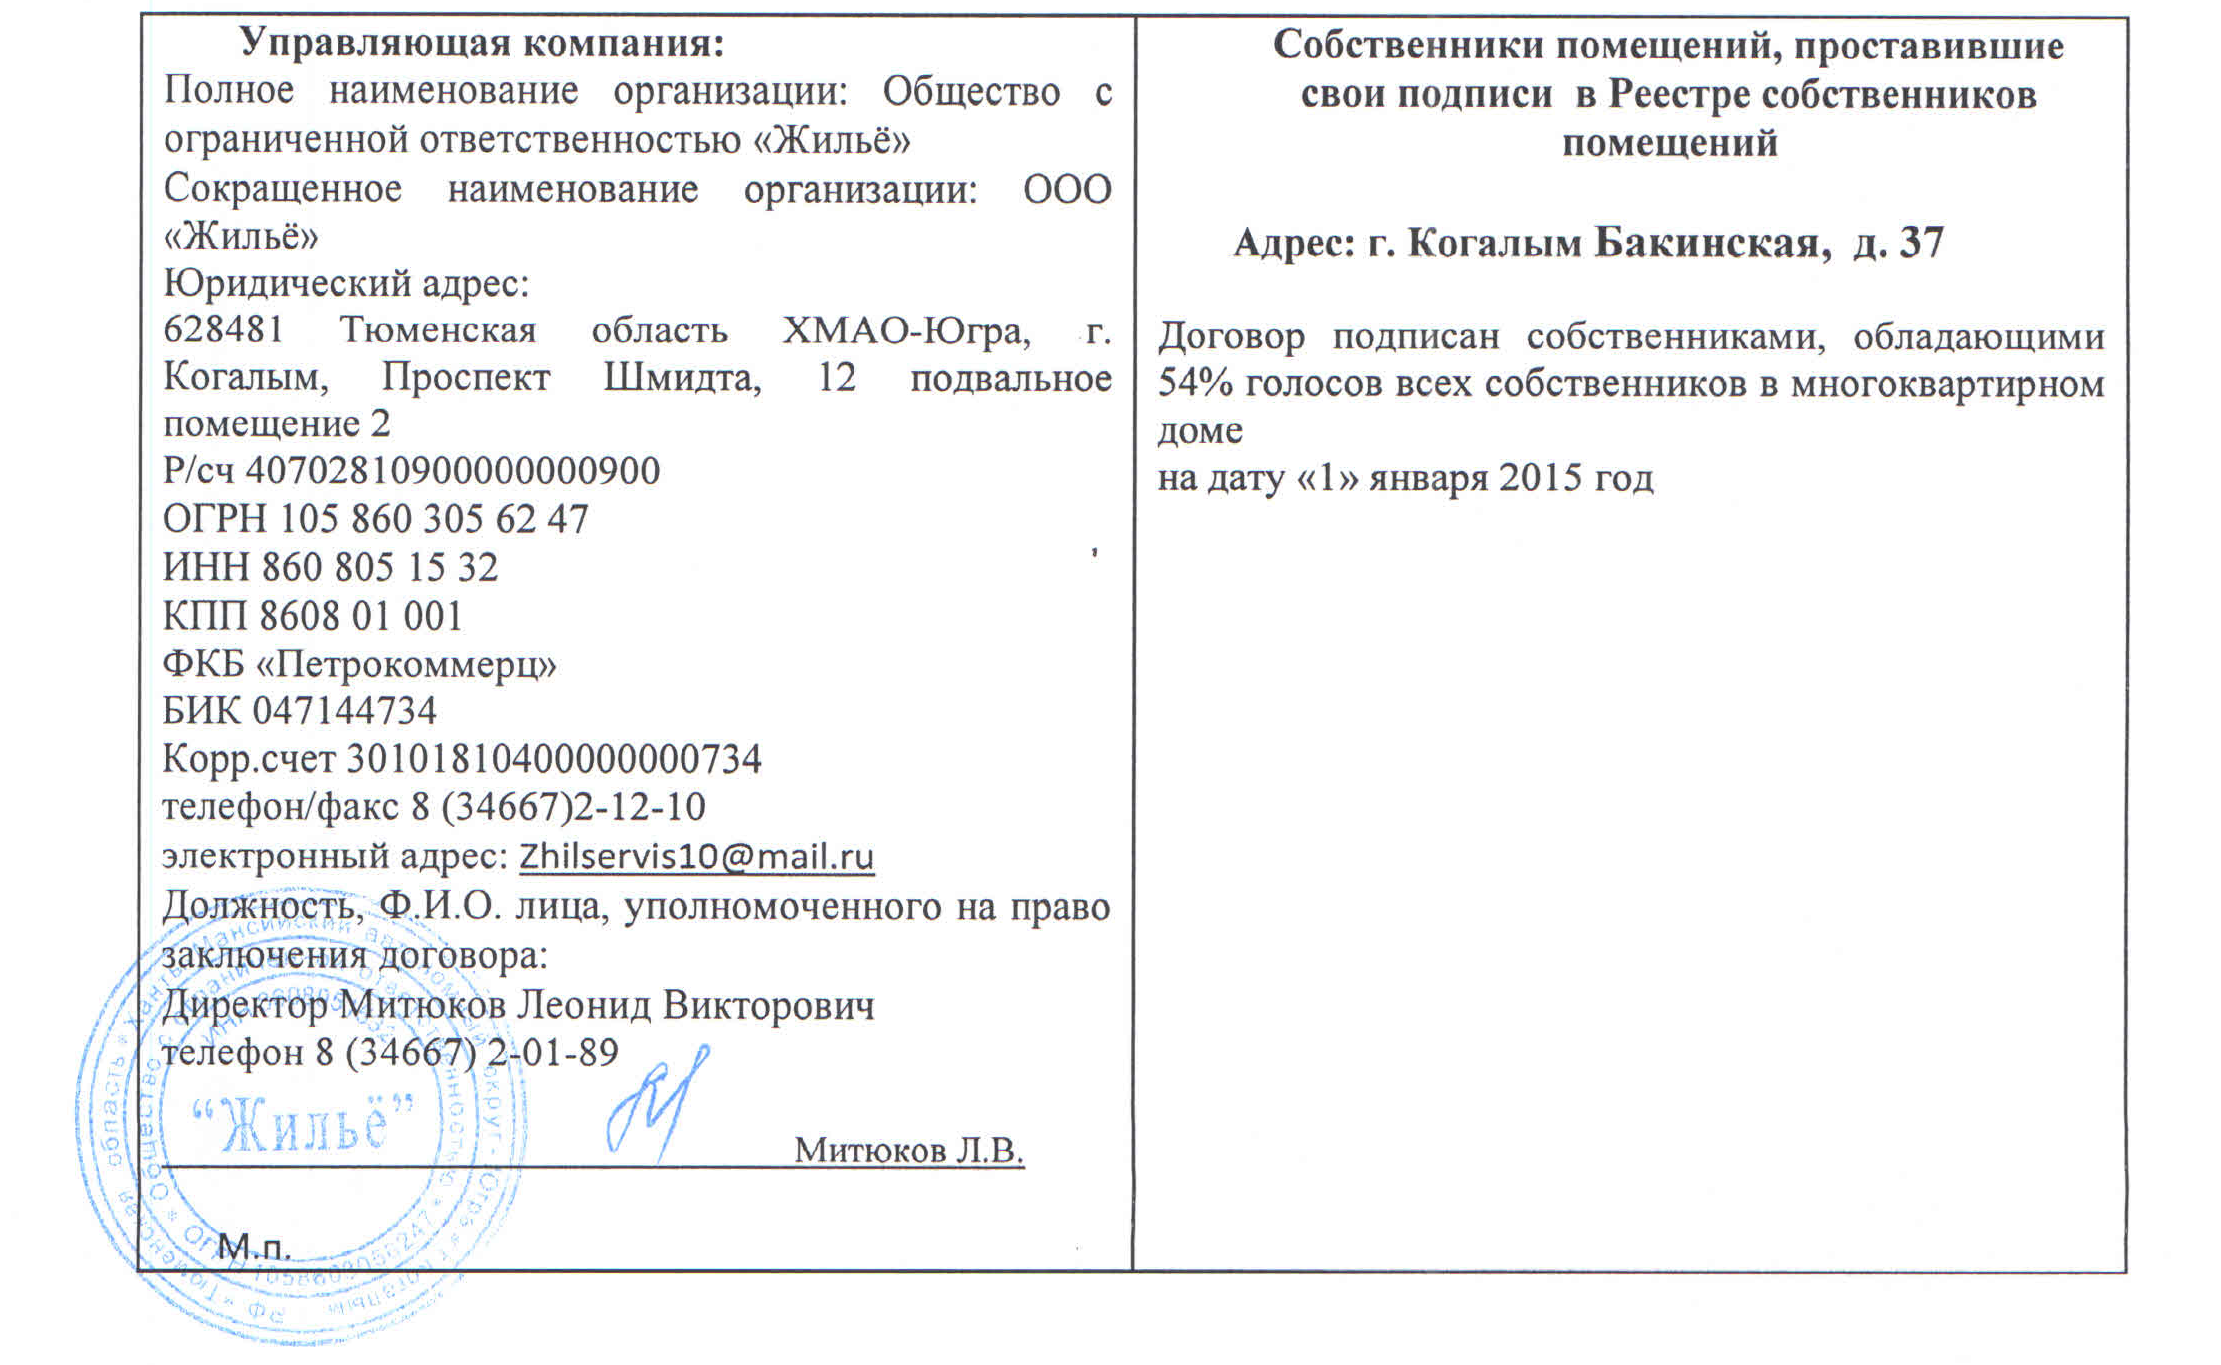 Управляющая компания:
Полное наименование организации: Общество с
ограниченной ответственностью «Жильё»
Сокращенное наименование организации: ООО
«Жильё»
Юридический адрес:
628481 Тюменская область ХМАО-Югра, г.
Когалым, Проспект Шмидта, 12 подвальное
помещение 2
Р/сч 40702810900000000900
ОГРН 105 860 305 62 47
ИНН 860 805 15 32
КПП 8608 01 001
ФКБ «Петрокоммерц»
БИК 047144734
Корр.счет 30101810400000000734
телефон/факс 8 (34667)2-12-10
электронный адрес: Zhilservis10@mail.ru
Должность, Ф.И.О. лица, уполномоченного на право
заключения договора:
Директор Митюков Леонид Викторович
телефон 8 (34667) 2-01-89
“Жильё”
Митюков Л.В.
М.п.
Собственники помещений, проставившие
свои подписи в Реестре собственников
помещений
Адрес: г. Когалым Бакинская, д. 37
Договор подписан собственниками, обладающими
54% голосов всех собственников в многоквартирном
доме
на дату «1» января 2015 год